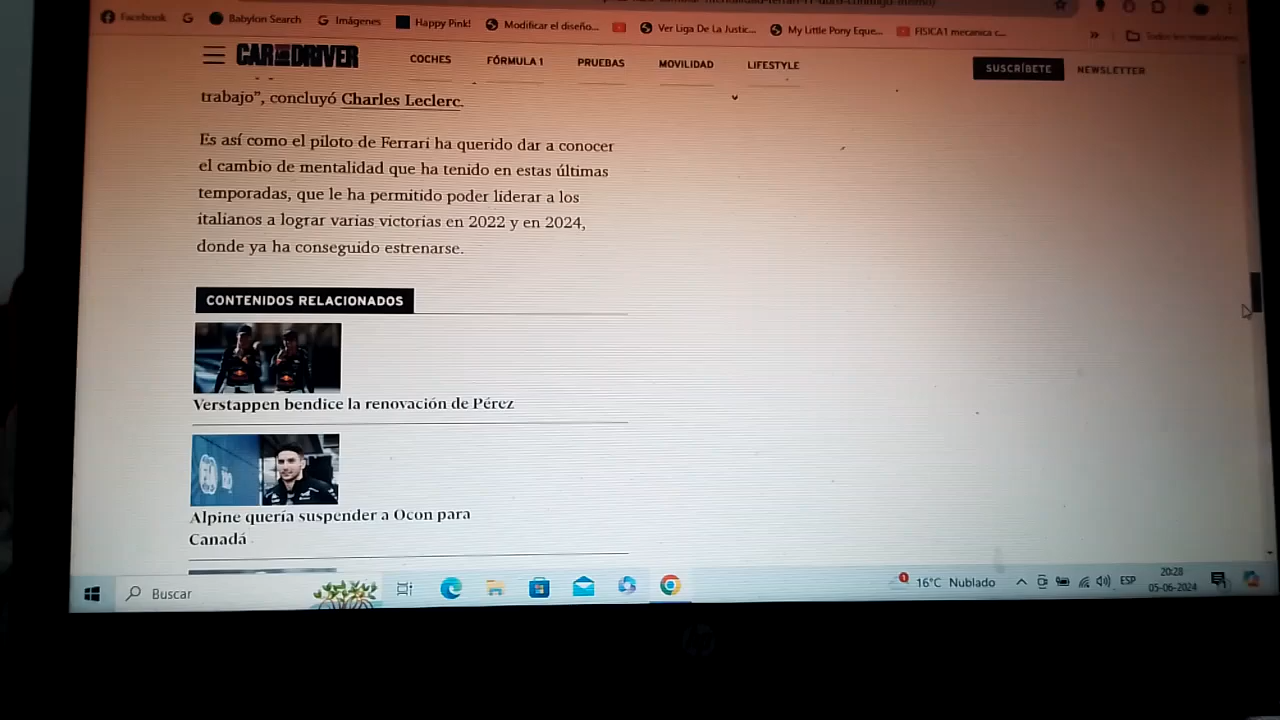 Facebook
G
Babylon Search
G Imágenes
Happy Pink!
Modificar el diseño...
Ver Liga De La Justic...
My Little Pony Eque...
FISICA1 mecanica c...
»
CAR AND DRIVER
COCHES
FÓRMULA 1
PRUEBAS
MOVILIDAD
LIFESTYLE
SUSCRÍBETE
NEWSLETTER
trabajo”, concluyó Charles Leclerc.
Es así como el piloto de Ferrari ha querido dar a conocer
el cambio de mentalidad que ha tenido en estas últimas
temporadas, que le ha permitido poder liderar a los
italianos a lograr varias victorias en 2022 y en 2024,
donde ya ha conseguido estrenarse.
CONTENIDOS RELACIONADOS
Verstappen bendice la renovación de Pérez
Alpine quería suspender a Ocon para
Canadá
Buscar
16°C Nublado
ESP
20:28
05-06-2024
hp